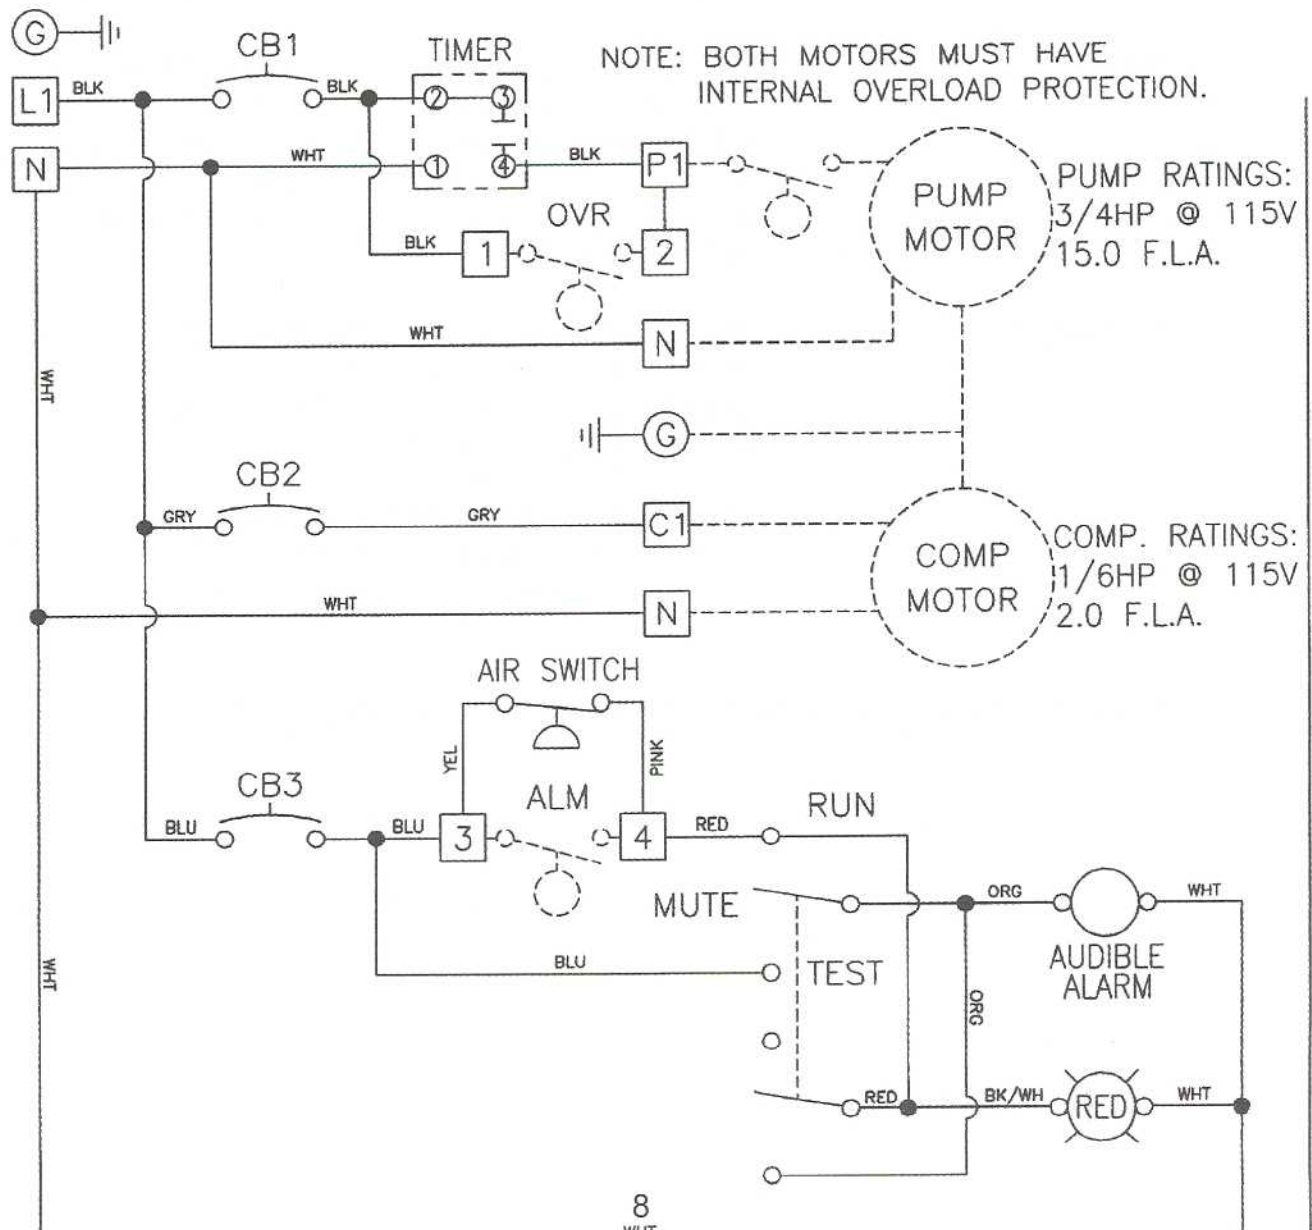 G
CB1
TIMER
NOTE: BOTH MOTORS MUST HAVE
INTERNAL OVERLOAD PROTECTION.
L1
BLK
BLK
2
3
N
WHT
1
4
BLK
P1
PUMP
MOTOR
PUMP RATINGS:
3/4HP @ 115V
15.0 F.L.A.
OVR
BLK
1
2
WHT
N
WHT
G
CB2
GRY
GRY
C1
COMP
MOTOR
COMP. RATINGS:
1/6HP @ 115V
2.0 F.L.A.
WHT
N
AIR SWITCH
YEL
PINK
CB3
ALM
RUN
BLU
BLU
3
4
RED
MUTE
ORG
WHT
AUDIBLE
ALARM
WHT
BLU
TEST
ORG
RED
BK/WH
RED
WHT
8
WHT